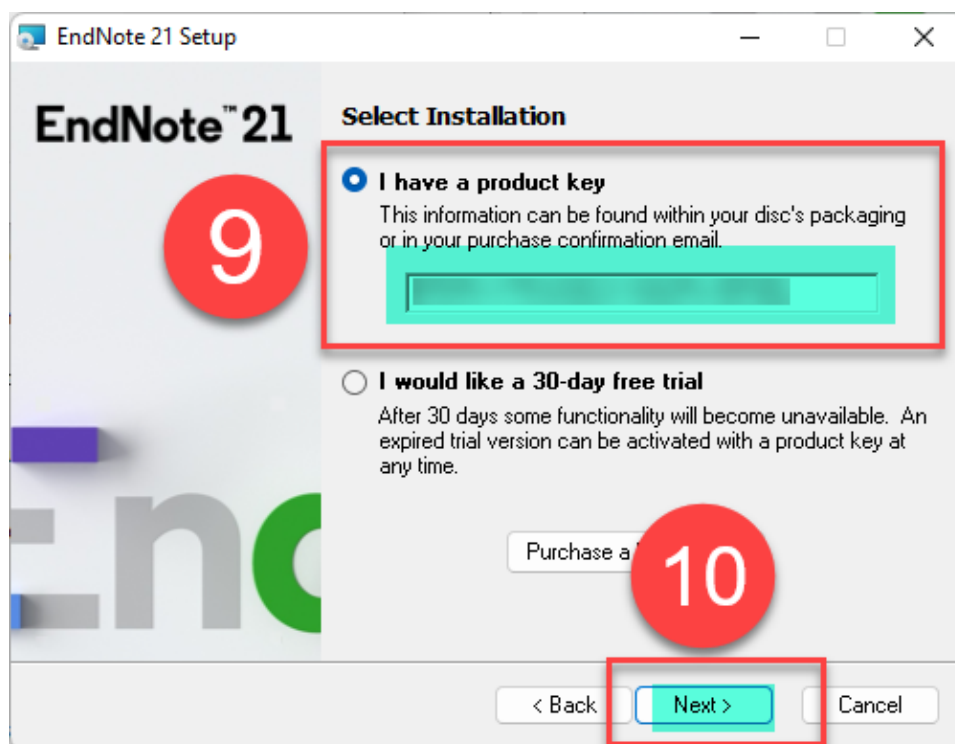 EndNote 21 Setup
EndNote™21
Select Installation
9
I have a product key
This information can be found within your disc's packaging
or in your purchase confirmation email.
I would like a 30-day free trial
After 30 days some functionality will become unavailable. An
expired trial version can be activated with a product key at
any time.
Purchase a
10
Enc
< Back
Next >
Cancel